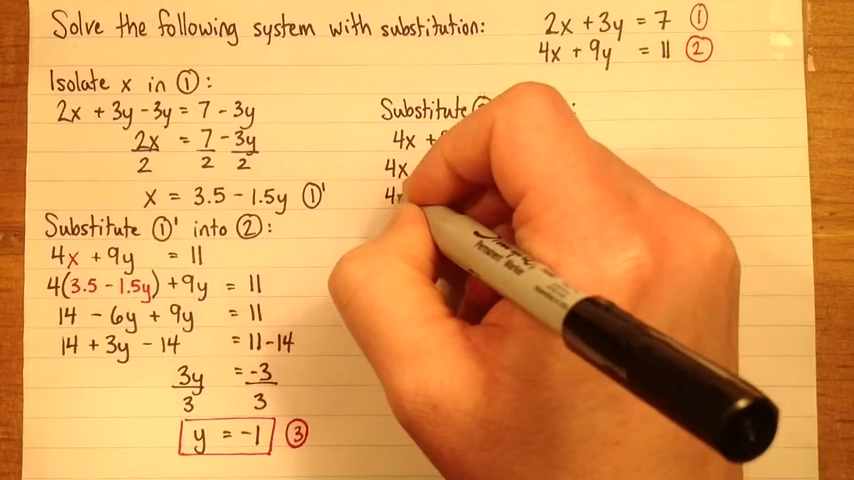 Solve the following system with substitution:
2x + 3y = 7 ①
4x + 9y = 11 ②
Isolate x in ①:
2x + 3y - 3y = 7 - 3y
2x = 7 - 3y
2 2 2
x = 3.5 - 1.5y ①'
Substitute ①' into ②:
4x + 9y = 11
4(3.5 - 1.5y) + 9y = 11
14 - 6y + 9y = 11
14 + 3y - 14 = 11 - 14
3y = -3
3 3
y = -1 ③
Substitute
4x +
4x
Permanent Marker